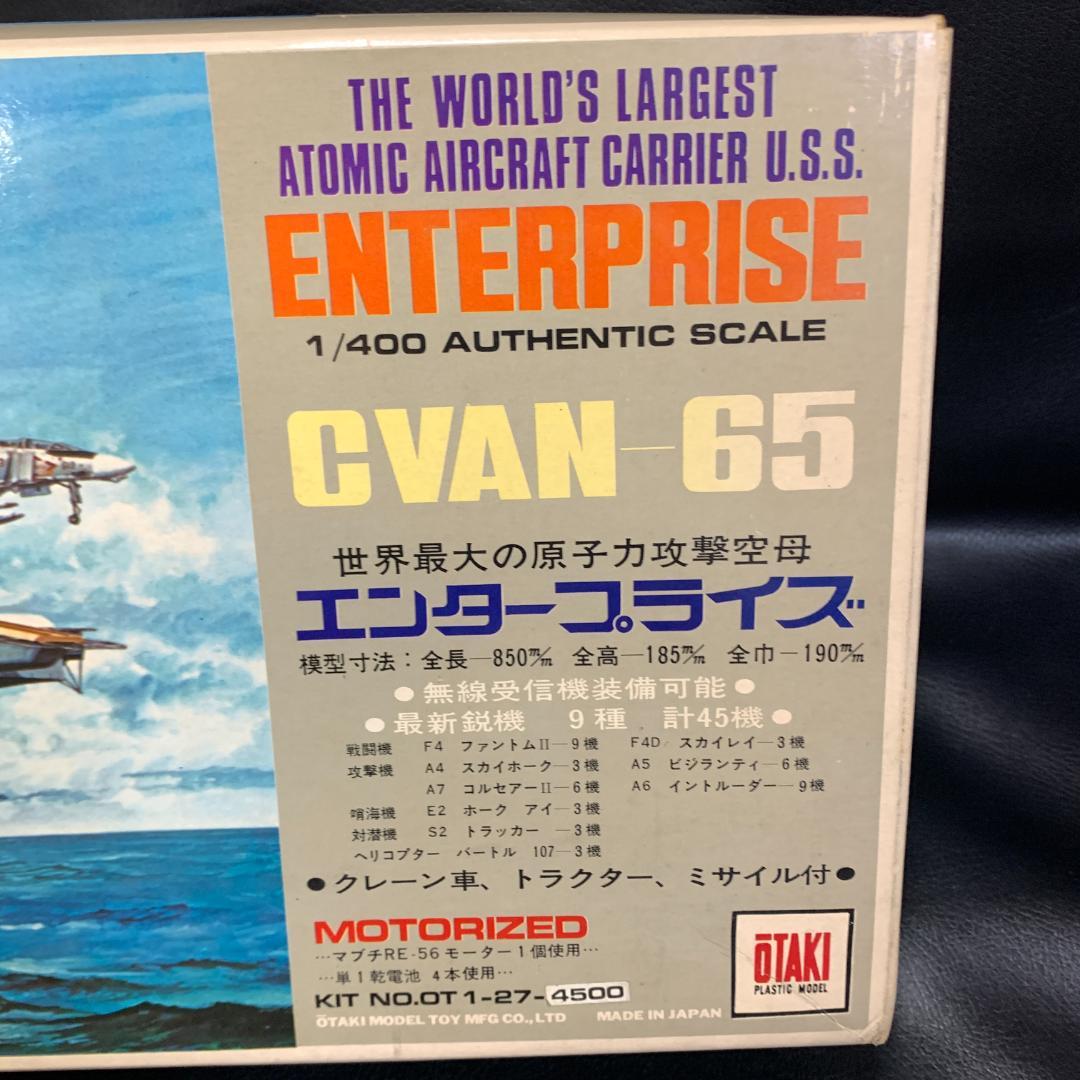 THE WORLD'S LARGEST
ATOMIC AIRCRAFT CARRIER U.S.S.
ENTERPRISE
1/400 AUTHENTIC SCALE
CVAN-65
世界最大の原子力攻撃空母
エンタープライズ
模型寸法：全長―850m/m 全高―185m/m 全巾－190m/m
●無線受信機装備可能●
●最新鋭機 9種 計45機●
戦闘機 F4 ファントムII―9機 F4D スカイレイ―3機
攻撃機 A4 スカイホーク―3機 A5 ビジランティ―6機
A7 コルセアーII―6機 A6 イントルーダー―9機
哨海機 E2 ホーク アイ―3機
対潜機 S2 トラッカー ―3機
ヘリコプター バートル 107―3機
●クレーン車、トラクター、ミサイル付●
MOTORIZED
…マブチRE-56モーター1個使用…
…単1乾電池 4本使用…
KIT NO.OT1-27-4500
ŌTAKI MODEL TOY MFG CO.,LTD MADE IN JAPAN
ŌTAKI
PLASTIC MODEL